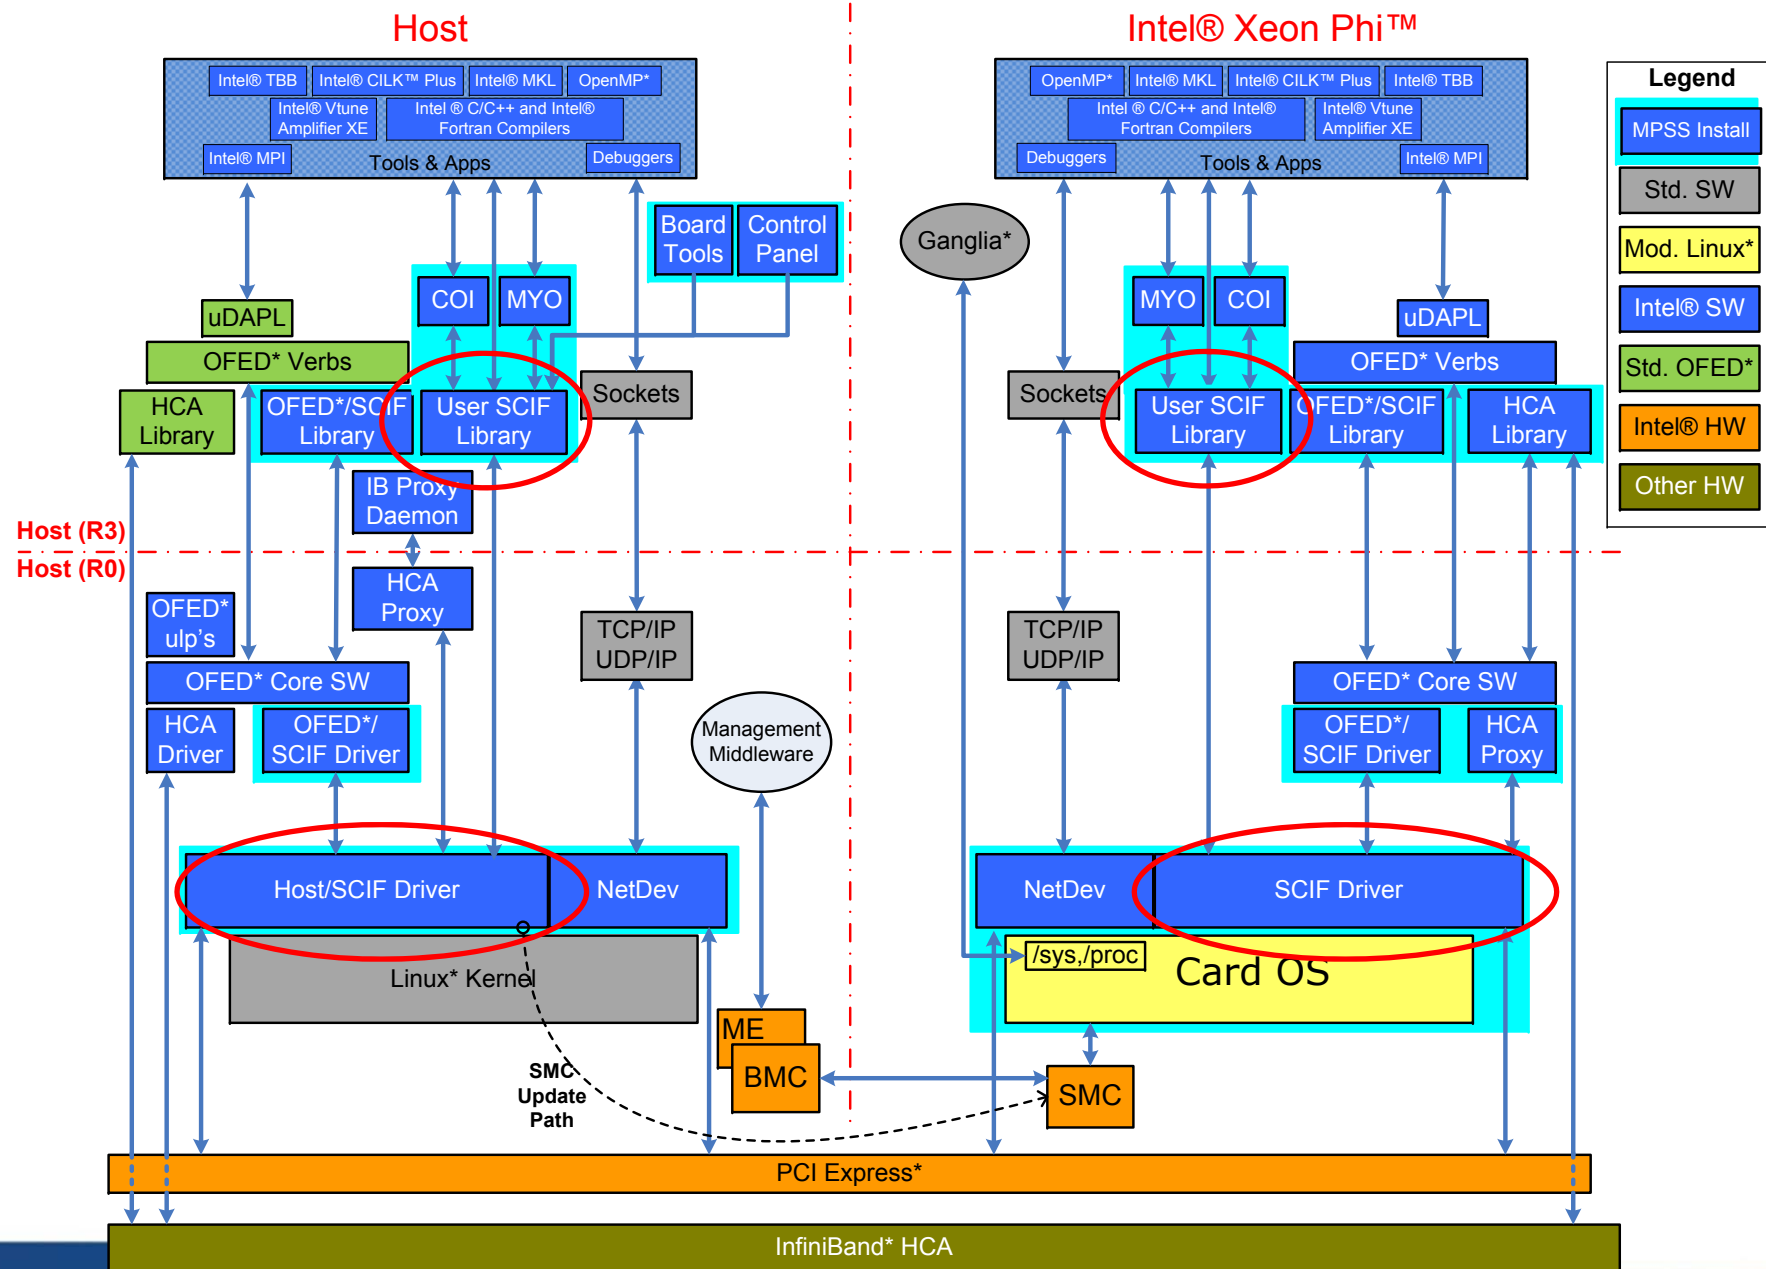 Host
Intel® TBB
Intel® CILK™ Plus
Intel® MKL
OpenMP*
Intel® Vtune
Amplifier XE
Intel ® C/C++ and Intel®
Fortran Compilers
Intel® MPI
Tools & Apps
Debuggers
Board
Tools
Control
Panel
COI
MYO
uDAPL
OFED* Verbs
HCA
Library
OFED*/SCIF
Library
User SCIF
Library
Sockets
IB Proxy
Daemon
Host (R3)
Host (R0)
HCA
Proxy
OFED*
ulp's
TCP/IP
UDP/IP
OFED* Core SW
HCA
Driver
OFED*/
SCIF Driver
Management
Middleware
Host/SCIF Driver
NetDev
Linux* Kernel
ME
BMC
SMC
Update
Path
Intel® Xeon Phi™
OpenMP*
Intel® MKL
Intel® CILK™ Plus
Intel® TBB
Intel ® C/C++ and Intel®
Fortran Compilers
Intel® Vtune
Amplifier XE
Debuggers
Tools & Apps
Intel® MPI
Ganglia*
MYO
COI
uDAPL
OFED* Verbs
Sockets
User SCIF
Library
OFED*/SCIF
Library
HCA
Library
TCP/IP
UDP/IP
OFED* Core SW
OFED*/
SCIF Driver
HCA
Proxy
NetDev
SCIF Driver
/sys,/proc
Card OS
SMC
PCI Express*
InfiniBand* HCA
Legend
MPSS Install
Std. SW
Mod. Linux*
Intel® SW
Std. OFED*
Intel® HW
Other HW